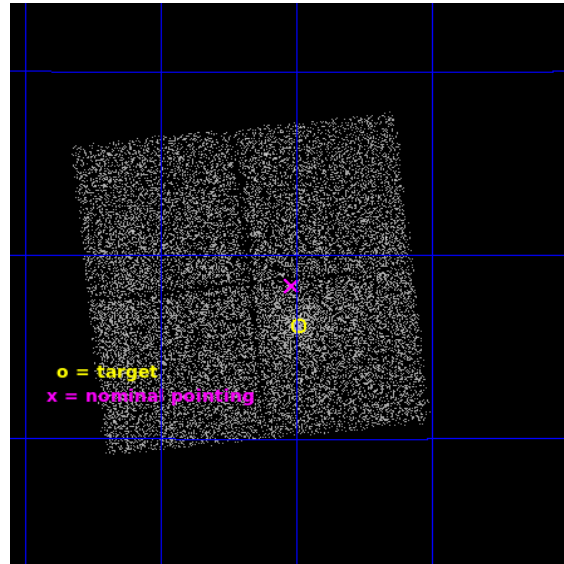 o = target
x = nominal pointing